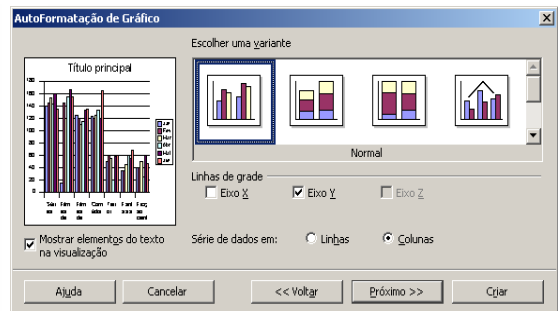 AutoFormatação de Gráfico
Escolher uma variante
Título principal
Normal
Linhas de grade
Eixo X
Eixo Y
Eixo Z
Mostrar elementos do texto
na visualização
Série de dados em:
Linhas
Colunas
Ajuda
Cancelar
<< Voltar
Próximo >>
Criar